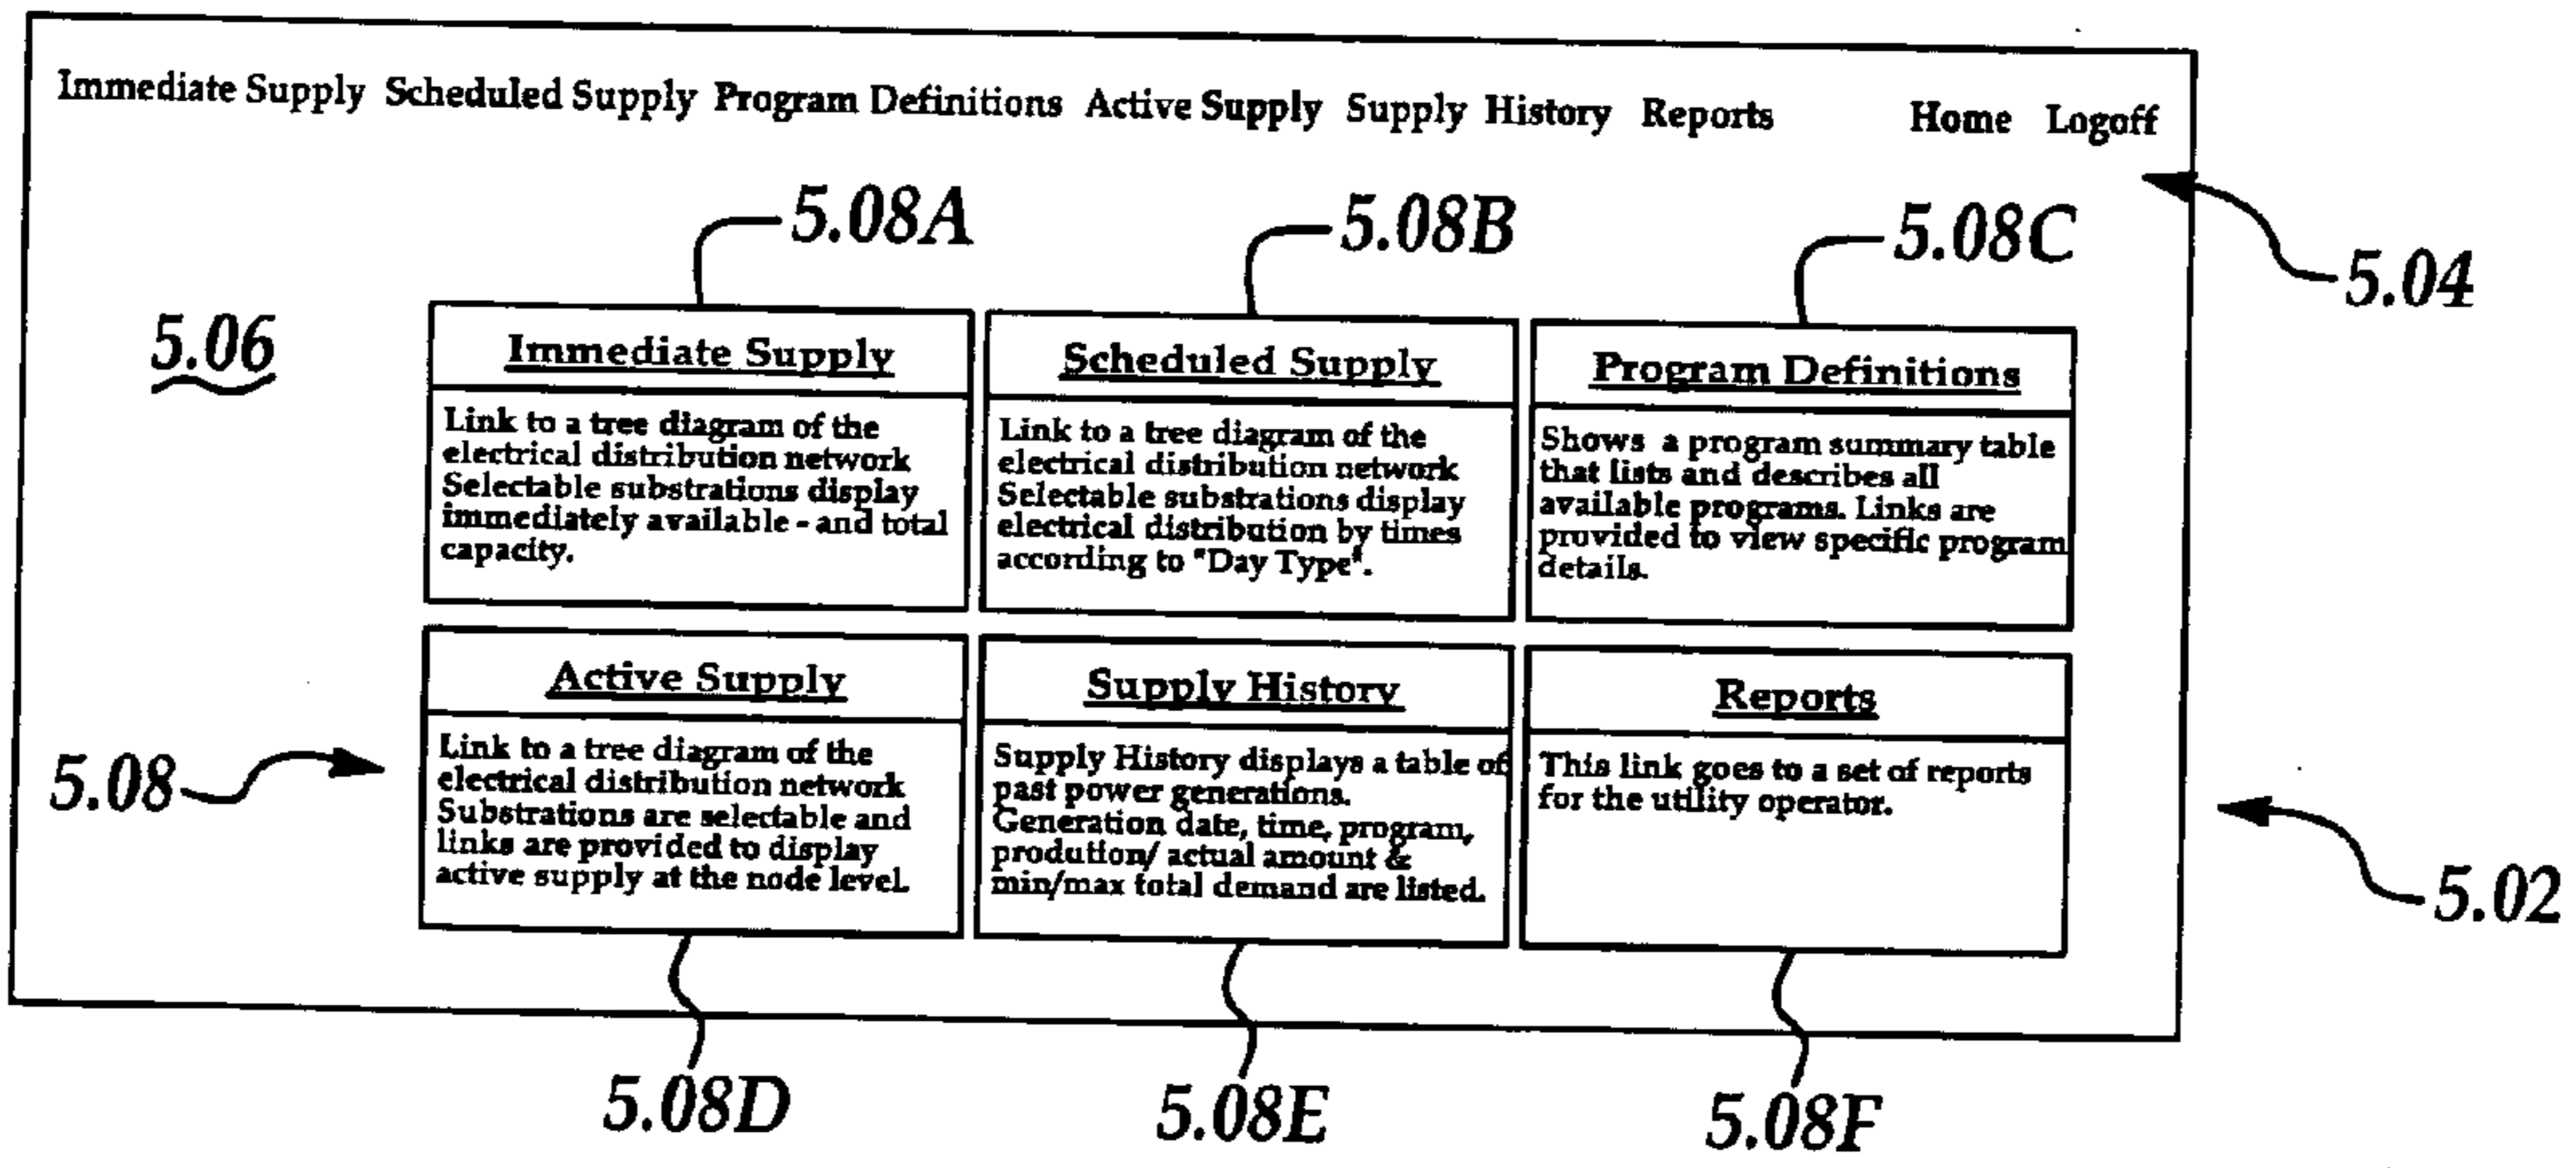 Immediate Supply Scheduled Supply Program Definitions Active Supply Supply History Reports Home Logoff
5.08A
5.08B
5.08C
5.04
5.06
Immediate Supply
Link to a tree diagram of the
electrical distribution network
Selectable substrations display
immediately available - and total
capacity.
Scheduled Supply
Link to a tree diagram of the
electrical distribution network
Selectable substrations display
electrical distribution by times
according to "Day Type".
Program Definitions
Shows a program summary table
that lists and describes all
available programs. Links are
provided to view specific program
details.
Active Supply
Link to a tree diagram of the
electrical distribution network
Substrations are selectable and
links are provided to display
active supply at the node level.
Supply History
Supply History displays a table of
past power generations.
Generation date, time, program,
prodution/ actual amount &
min/max total demand are listed.
Reports
This link goes to a set of reports
for the utility operator.
5.08
5.02
5.08D
5.08E
5.08F